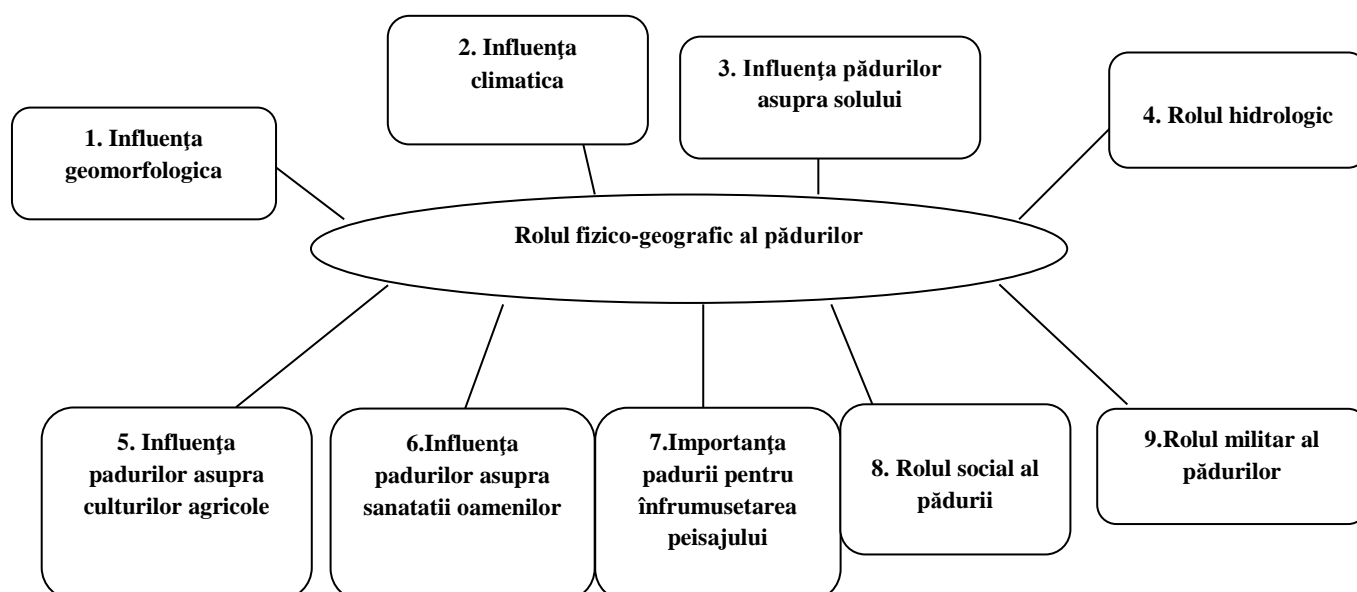 1. Influenţa
geomorfologica
2. Influenţa
climatica
3. Influenţa pădurilor
asupra solului
4. Rolul hidrologic
Rolul fizico-geografic al pădurilor
5. Influenţa
padurilor asupra
culturilor agricole
6.Influenţa
padurilor asupra
sanatatii oamenilor
7.Importanţa
padurii pentru
înfrumusetarea
peisajului
8. Rolul social al
pădurii
9.Rolul militar al
pădurilor